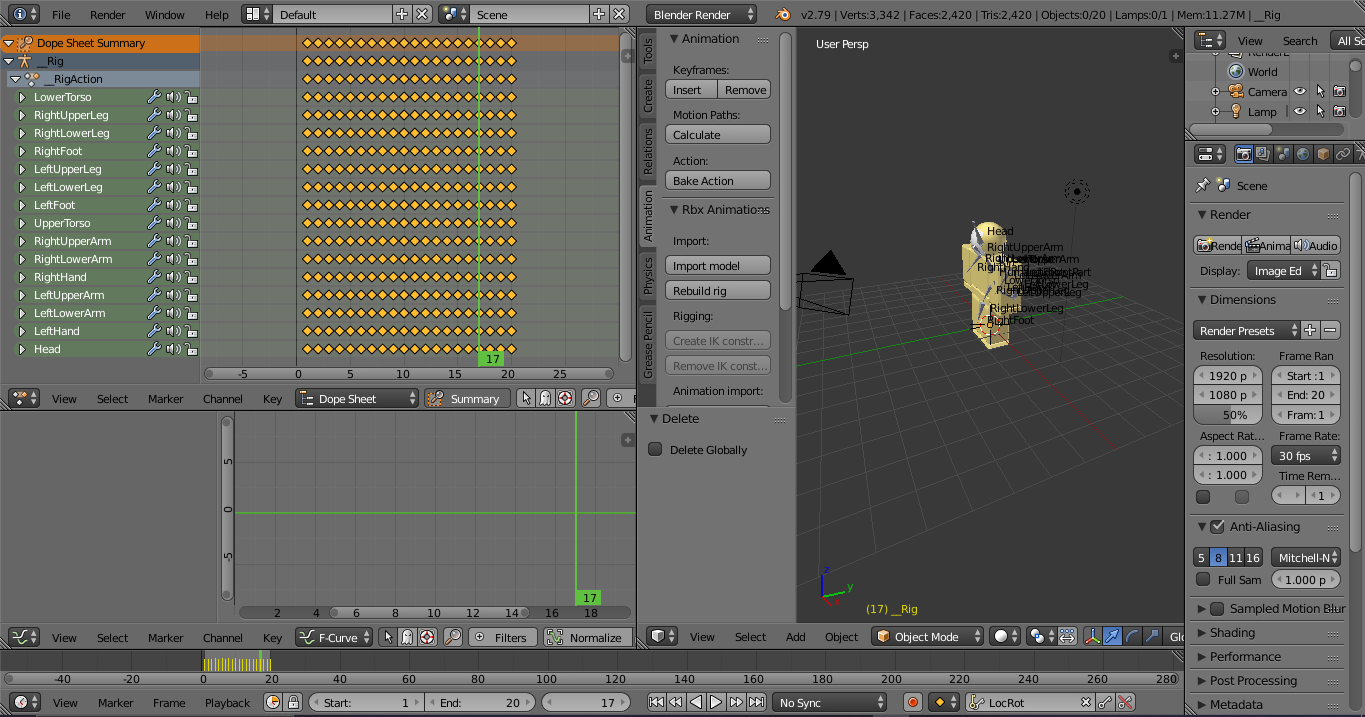 File Render Window Help Default Scene Blender Render v2.79 | Verts:3,342 | Faces:2,420 | Tris:2,420 | Objects:0/20 | Lamps:0/1 | Mem:11.27M | __Rig
Dope Sheet Summary
__Rig
__RigAction
LowerTorso
RightUpperLeg
RightLowerLeg
RightFoot
LeftUpperLeg
LeftLowerLeg
LeftFoot
UpperTorso
RightUpperArm
RightLowerArm
RightHand
LeftUpperArm
LeftLowerArm
LeftHand
Head
17
-5 0 5 10 15 20 25
View Select Marker Channel Key Dope Sheet Summary
5
0
-5
17
2 4 6 8 10 12 14 16 18
View Select Marker Channel Key F-Curve Filters Normalize
Tools
Create
Relations
Animation
Physics
Grease Pencil
Animation
Keyframes:
Insert Remove
Motion Paths:
Calculate
Action:
Bake Action
Rbx Animations
Import:
Import model
Rebuild rig
Rigging:
Create IK constr...
Remove IK const...
Animation import:
Delete
Delete Globally
User Persp
Head
RightUpperArm
RightLowerLeg
RightFoot
z
y
x
(17) __Rig
View Select Add Object Object Mode Glo
View Search All Sc
World
Camera
Lamp
Scene
Render
Rende Anima Audio
Display: Image Ed
Dimensions
Render Presets
Resolution: Frame Ran
1920 p Start :1
1080 p End: 20
50% Fram: 1
Aspect Rat... Frame Rate:
: 1.000 30 fps
: 1.000 Time Rem...
1
Anti-Aliasing
5 8 11 16 Mitchell-N
Full Sam 1.000 p
Sampled Motion Blur
Shading
Performance
Post Processing
Metadata
-40 -20 0 20 40 60 80 100 120 140 160 180 200 220 240 260 280
View Marker Frame Playback Start: 1 End: 20 17 No Sync LocRot